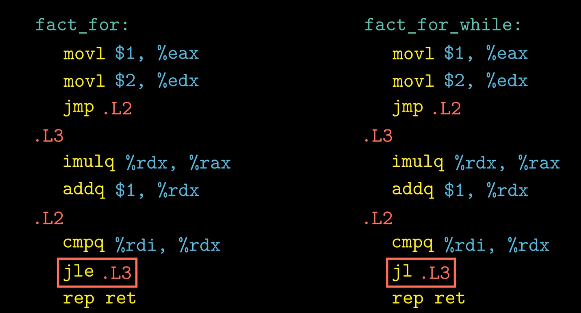 fact_for:
movl $1, %eax
movl $2, %edx
jmp .L2
.L3
imulq %rdx, %rax
addq $1, %rdx
.L2
cmpq %rdi, %rdx
jle .L3
rep ret
fact_for_while:
movl $1, %eax
movl $2, %edx
jmp .L2
.L3
imulq %rdx, %rax
addq $1, %rdx
.L2
cmpq %rdi, %rdx
jl .L3
rep ret